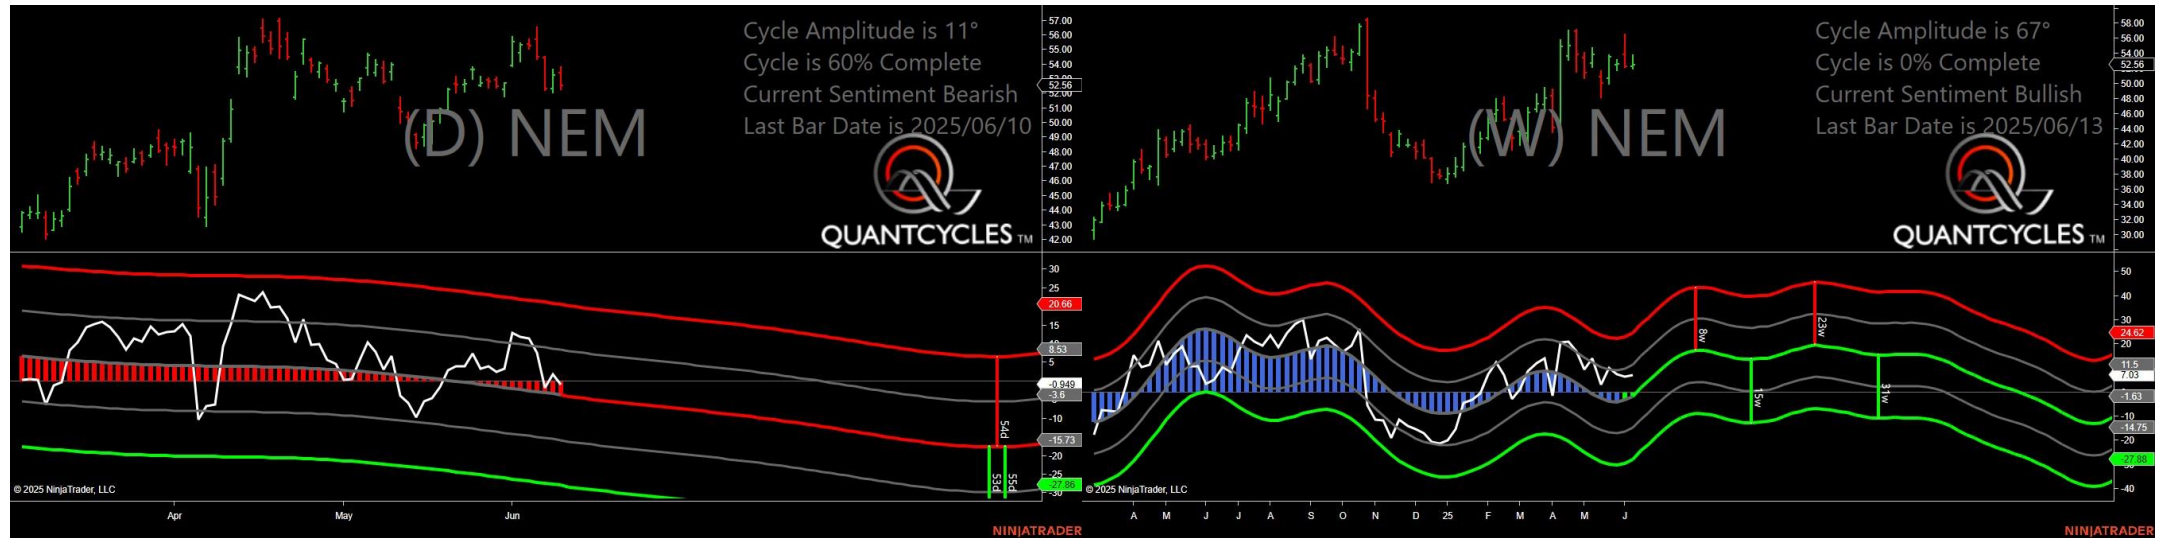 Cycle Amplitude is 11°
Cycle is 60% Complete
Current Sentiment Bearish
Last Bar Date is 2025/06/10
(D) NEM
QUANTCYCLES TM
57.00
56.00
55.00
54.00
53.00
52.56
52.00
51.00
50.00
49.00
48.00
47.00
46.00
45.00
44.00
43.00
42.00
30
25
20.66
15
8.53
5
-0.949
-3.6
-10
-15.73
-20
-25
-27.86
-30
54d
53d
55d
© 2025 NinjaTrader, LLC
Apr
May
Jun
NINJATRADER
Cycle Amplitude is 67°
Cycle is 0% Complete
Current Sentiment Bullish
Last Bar Date is 2025/06/13
(W) NEM
QUANTCYCLES TM
58.00
56.00
54.00
52.56
52.00
50.00
48.00
46.00
44.00
42.00
40.00
38.00
36.00
34.00
32.00
30.00
50
40
30
24.62
20
11.5
7.03
-1.63
-10
-14.75
-20
-27.88
-40
8w
15w
23w
31w
© 2025 NinjaTrader, LLC
A M J J A S O N D 25 F M A M J
NINJATRADER